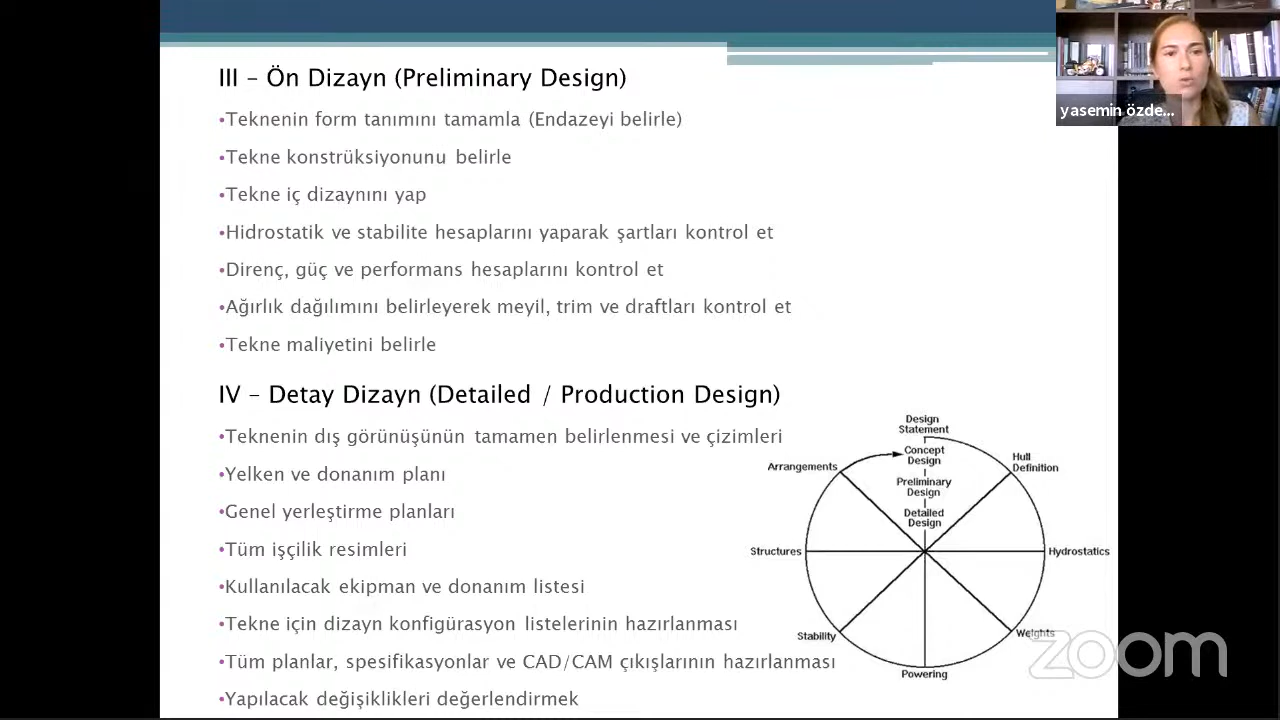 III – Ön Dizayn (Preliminary Design)
•Teknenin form tanımını tamamla (Endazeyi belirle)
•Tekne konstrüksiyonunu belirle
•Tekne iç dizaynını yap
•Hidrostatik ve stabilite hesaplarını yaparak şartları kontrol et
•Direnç, güç ve performans hesaplarını kontrol et
•Ağırlık dağılımını belirleyerek meyil, trim ve draftları kontrol et
•Tekne maliyetini belirle
IV – Detay Dizayn (Detailed / Production Design)
•Teknenin dış görünüşünün tamamen belirlenmesi ve çizimleri
•Yelken ve donanım planı
•Genel yerleştirme planları
•Tüm işçilik resimleri
•Kullanılacak ekipman ve donanım listesi
•Tekne için dizayn konfigürasyon listelerinin hazırlanması
•Tüm planlar, spesifikasyonlar ve CAD/CAM çıkışlarının hazırlanması
•Yapılacak değişiklikleri değerlendirmek
Design
Statement
Concept
Design
Preliminary
Design
Detailed
Design
Hull
Definition
Hydrostatics
Weights
Powering
Stability
Structures
Arrangements
yasemin özde...
zoom